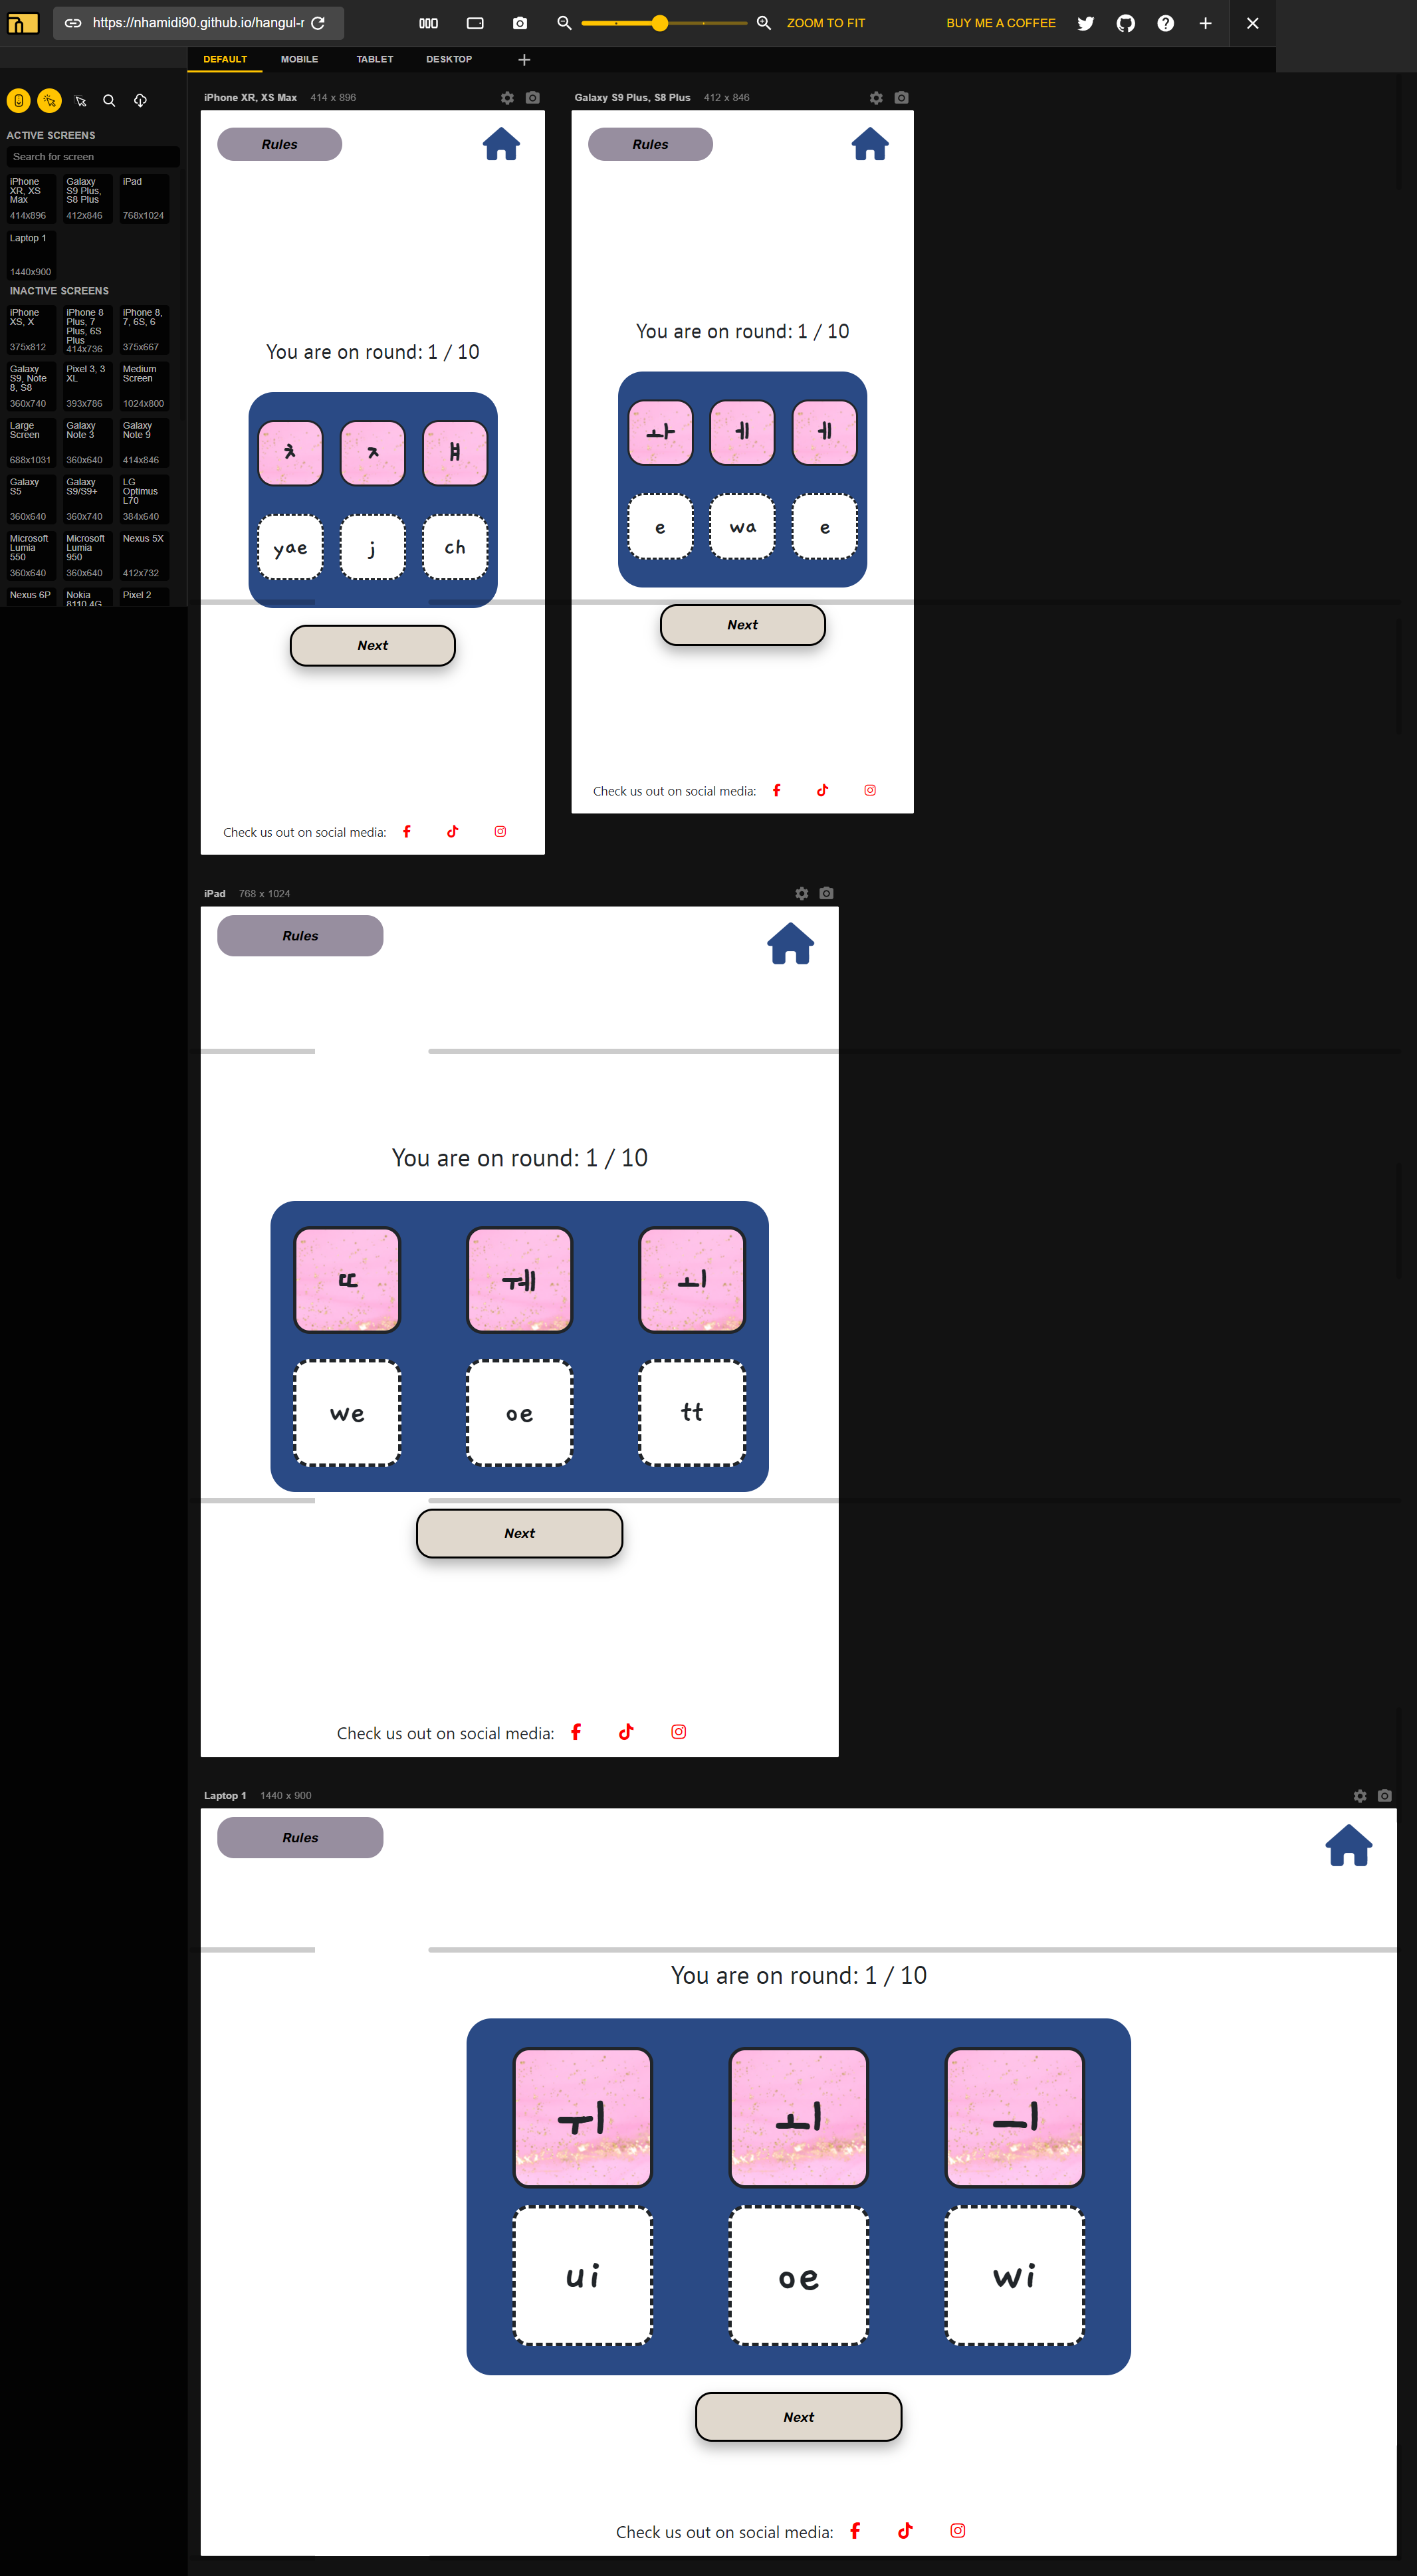 https://nhamidi90.github.io/hangul-r
ZOOM TO FIT
BUY ME A COFFEE
DEFAULT
MOBILE
TABLET
DESKTOP
ACTIVE SCREENS
Search for screen
iPhone XR, XS Max
414x896
Galaxy S9 Plus, S8 Plus
412x846
iPad
768x1024
Laptop 1
1440x900
INACTIVE SCREENS
iPhone XS, X
375x812
iPhone 8 Plus, 7 Plus, 6S Plus
414x736
iPhone 8, 7, 6S, 6
375x667
Galaxy S9, Note 8, S8
360x740
Pixel 3, 3 XL
393x786
Medium Screen
1024x800
Large Screen
688x1031
Galaxy Note 3
360x640
Galaxy Note 9
414x846
Galaxy S5
360x640
Galaxy S9/S9+
360x740
LG Optimus L70
384x640
Microsoft Lumia 550
360x640
Microsoft Lumia 950
360x640
Nexus 5X
412x732
Nexus 6P
Nokia 8110 4G
Pixel 2
iPhone XR, XS Max 414 x 896
Rules
You are on round: 1 / 10
ㅊ ㅈ ㅒ
yae j ch
Next
Check us out on social media:
Galaxy S9 Plus, S8 Plus 412 x 846
Rules
You are on round: 1 / 10
ㅘ ㅔ ㅔ
e wa e
Next
Check us out on social media:
iPad 768 x 1024
Rules
You are on round: 1 / 10
ㄸ ㅞ ㅚ
we oe tt
Next
Check us out on social media:
Laptop 1 1440 x 900
Rules
You are on round: 1 / 10
ㅟ ㅚ ㅢ
ui oe wi
Next
Check us out on social media: